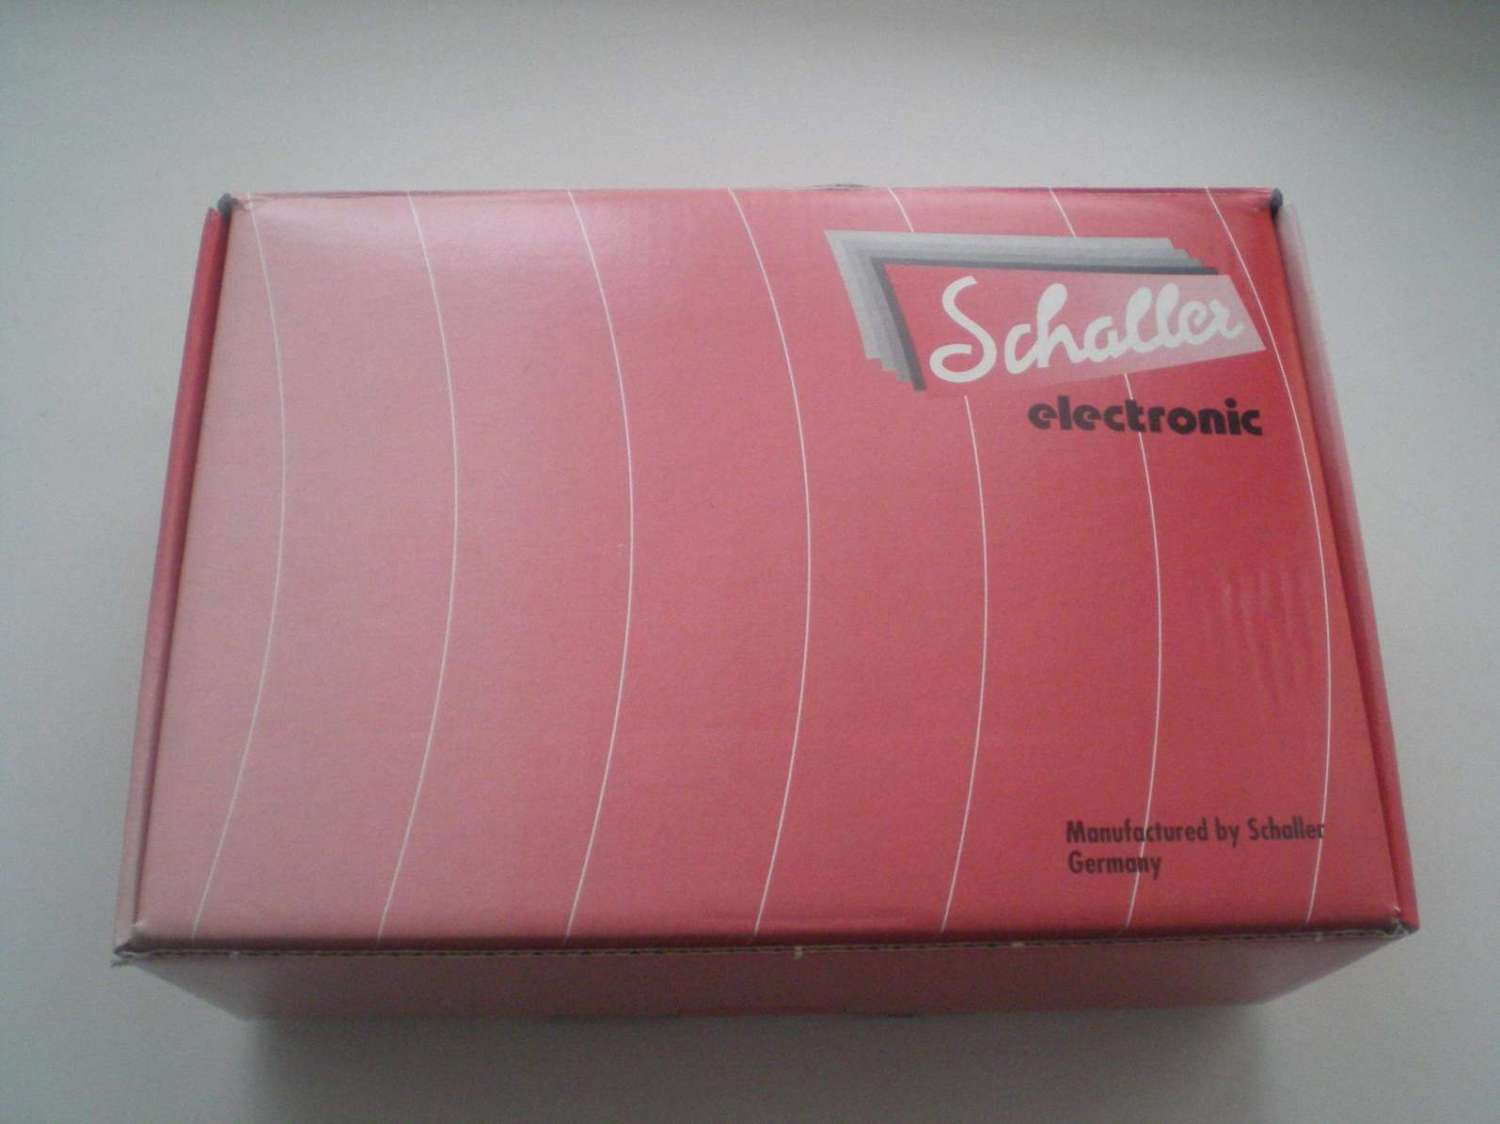 Schaller
electronic
Manufactured by Schaller
Germany